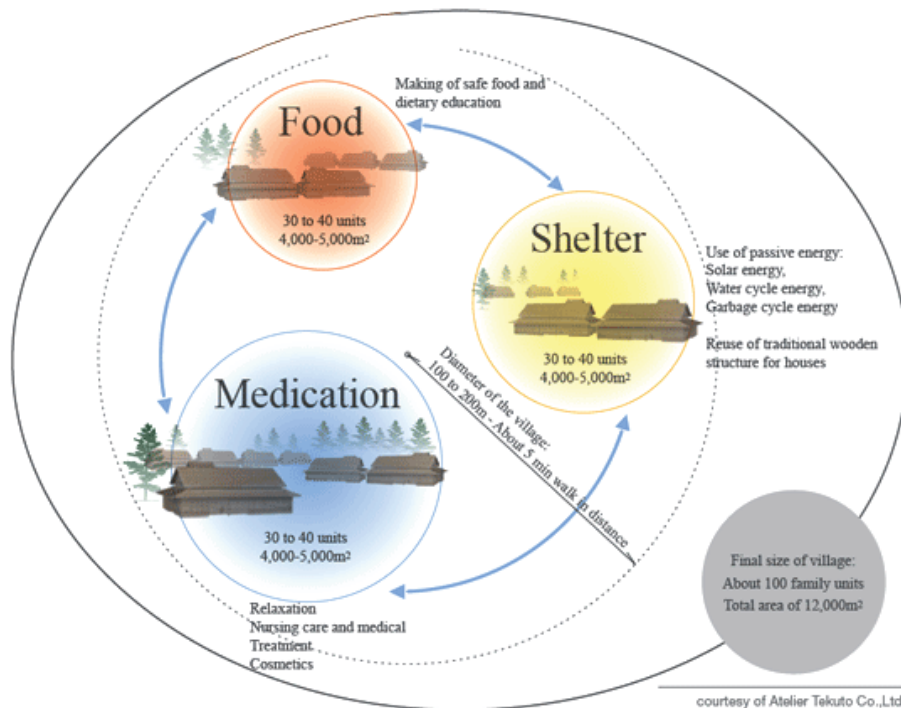 Making of safe food and
dietary education
Food
30 to 40 units
4,000-5,000m²
Shelter
30 to 40 units
4,000-5,000m²
Use of passive energy:
Solar energy,
Water cycle energy,
Garbage cycle energy
Reuse of traditional wooden
structure for houses
Medication
30 to 40 units
4,000-5,000m²
Relaxation
Nursing care and medical
Treatment
Cosmetics
Diameter of the village:
100 to 200m - About 5 min walk in distance
Final size of village:
About 100 family units
Total area of 12,000m²
courtesy of Atelier Tekuto Co.,Ltd